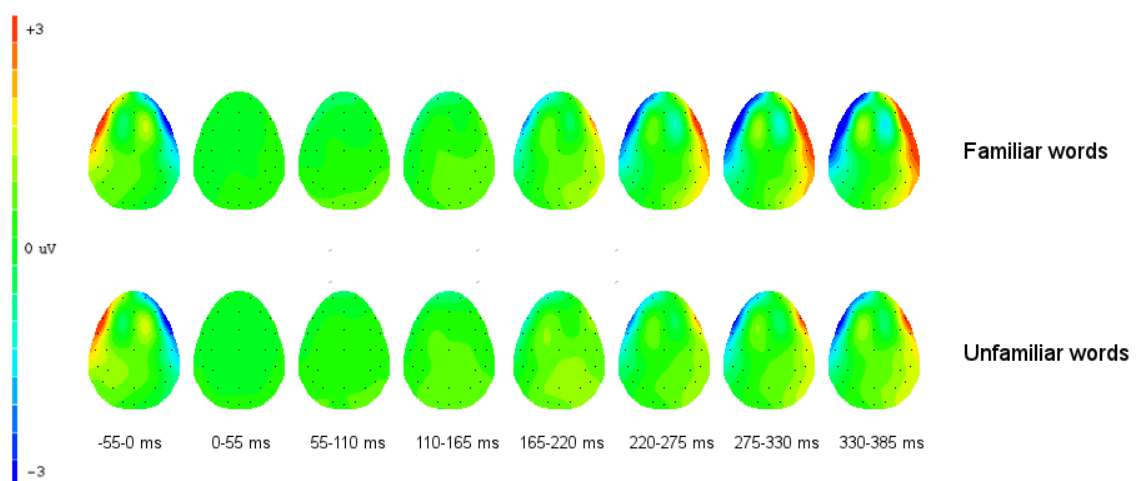 +3
Familiar words
0 uV
Unfamiliar words
-55-0 ms 0-55 ms 55-110 ms 110-165 ms 165-220 ms 220-275 ms 275-330 ms 330-385 ms
-3